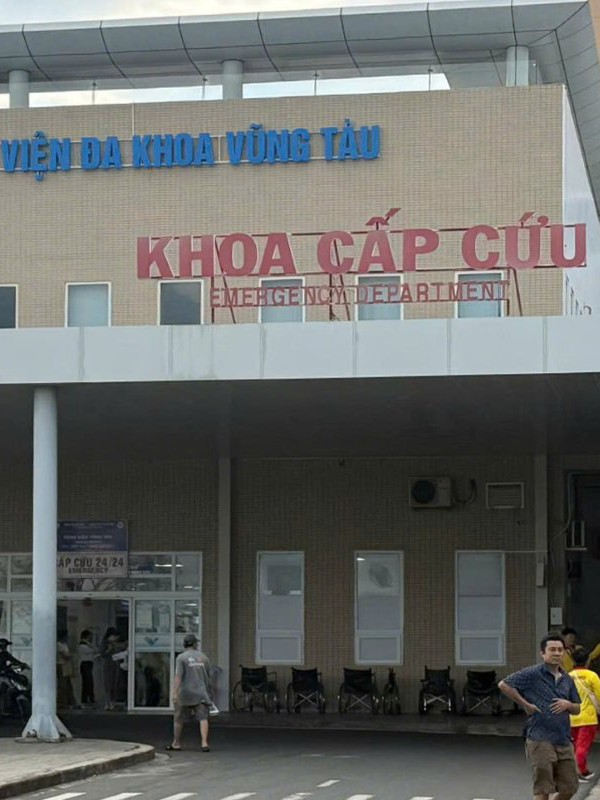 VIỆN ĐA KHOA VŨNG TÀU
KHOA CẤP CỨU
EMERGENCY DEPARTMENT
CẤP CỨU 24/24
EMERGENCY